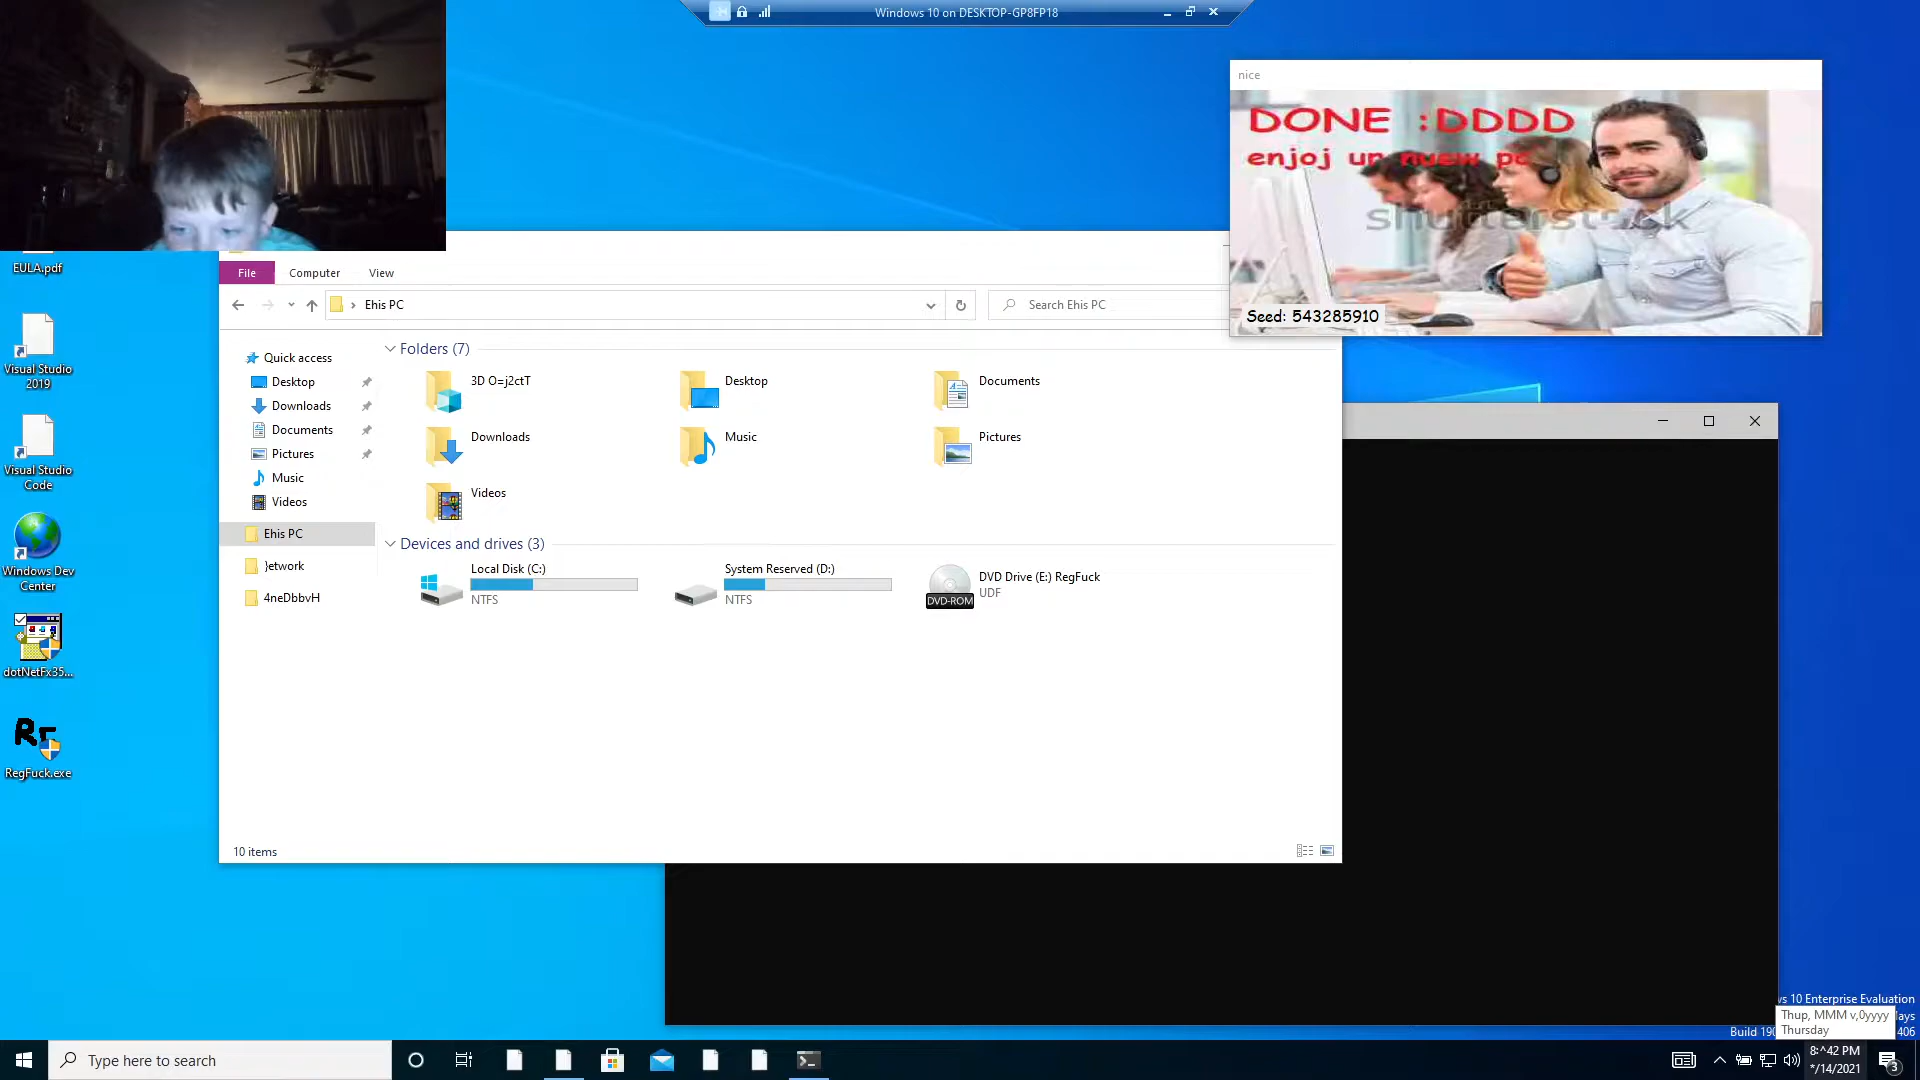 Windows 10 on DESKTOP-GP8FP18
nice
DONE :DDDD
enjoj ur nuew pc
shutterstock
Seed: 543285910
EULA.pdf
Visual Studio
2019
Visual Studio
Code
Windows Dev
Center
dotNetFx35...
RegFuck.exe
File
Computer
View
Ehis PC
Search Ehis PC
Quick access
Desktop
Downloads
Documents
Pictures
Music
Videos
Ehis PC
}etwork
4neDbbvH
Folders (7)
3D O=j2ctT
Desktop
Documents
Downloads
Music
Pictures
Videos
Devices and drives (3)
Local Disk (C:)
NTFS
System Reserved (D:)
NTFS
DVD Drive (E:) RegFuck
UDF
DVD-ROM
10 items
10 Enterprise Evaluation
Thup, MMM v,0yyyy
Thursday
Build
406
Type here to search
8:^42 PM
*/14/2021
3